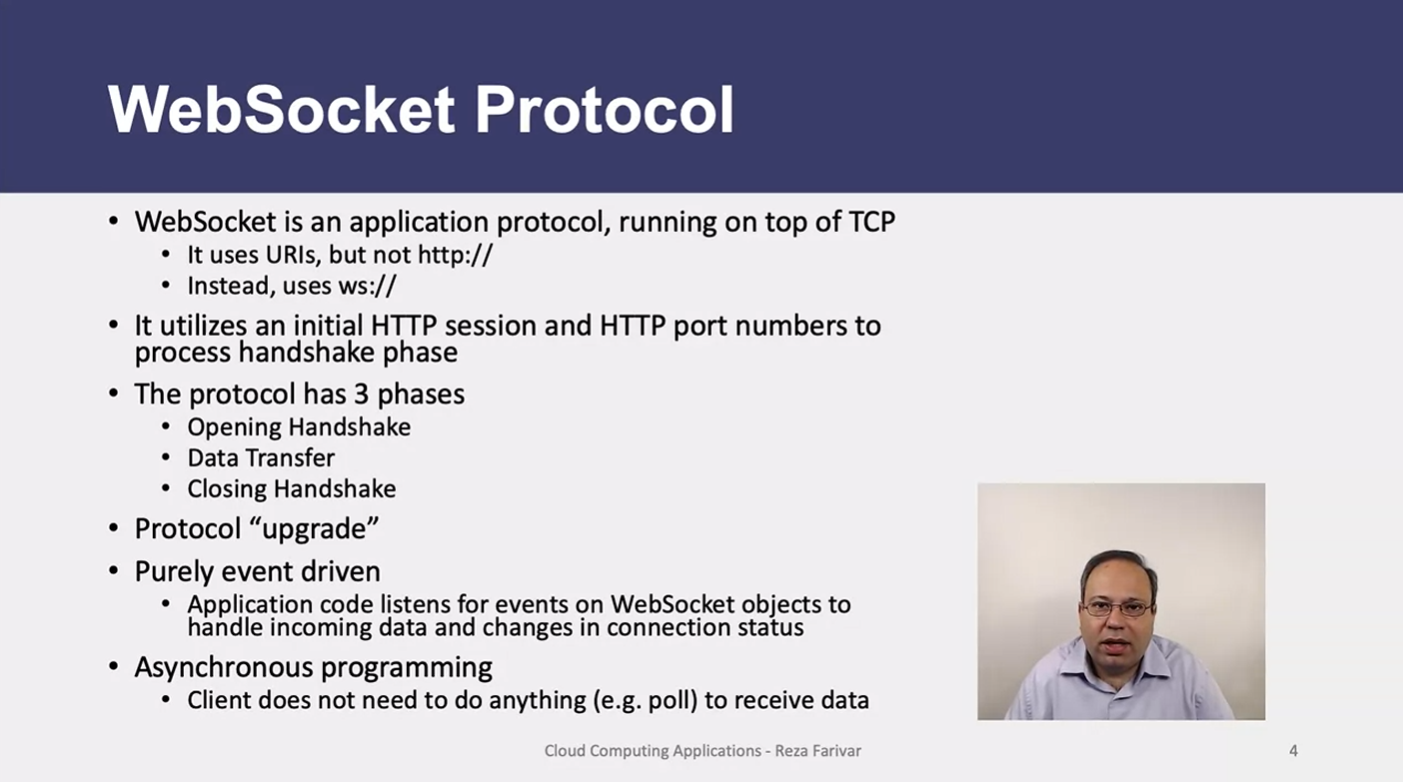 WebSocket Protocol
• WebSocket is an application protocol, running on top of TCP
• It uses URIs, but not http://
• Instead, uses ws://
• It utilizes an initial HTTP session and HTTP port numbers to
process handshake phase
• The protocol has 3 phases
• Opening Handshake
• Data Transfer
• Closing Handshake
• Protocol “upgrade”
• Purely event driven
• Application code listens for events on WebSocket objects to
handle incoming data and changes in connection status
• Asynchronous programming
• Client does not need to do anything (e.g. poll) to receive data
Cloud Computing Applications - Reza Farivar
4